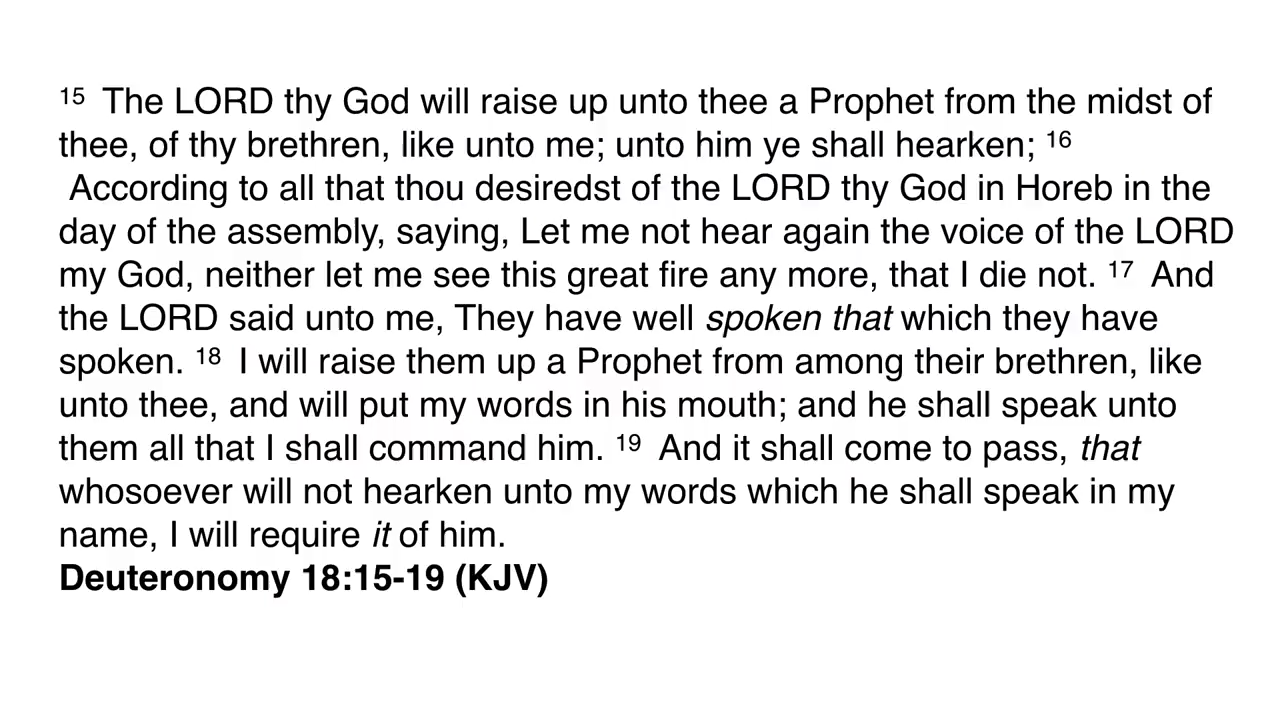 15 The LORD thy God will raise up unto thee a Prophet from the midst of
thee, of thy brethren, like unto me; unto him ye shall hearken; 16
According to all that thou desiredst of the LORD thy God in Horeb in the
day of the assembly, saying, Let me not hear again the voice of the LORD
my God, neither let me see this great fire any more, that I die not. 17 And
the LORD said unto me, They have well spoken that which they have
spoken. 18 I will raise them up a Prophet from among their brethren, like
unto thee, and will put my words in his mouth; and he shall speak unto
them all that I shall command him. 19 And it shall come to pass, that
whosoever will not hearken unto my words which he shall speak in my
name, I will require it of him.
Deuteronomy 18:15-19 (KJV)